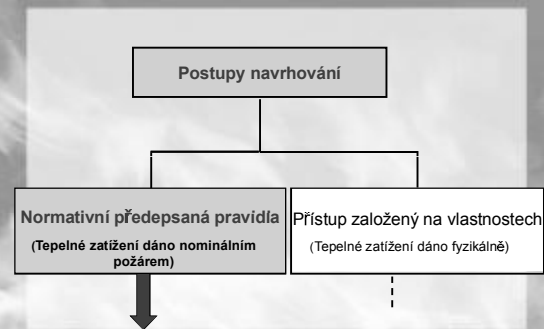 Postupy navrhování
Normativní předepsaná pravidla
(Tepelné zatížení dáno nominálním
požárem)
Přístup založený na vlastnostech
(Tepelné zatížení dáno fyzikálně)